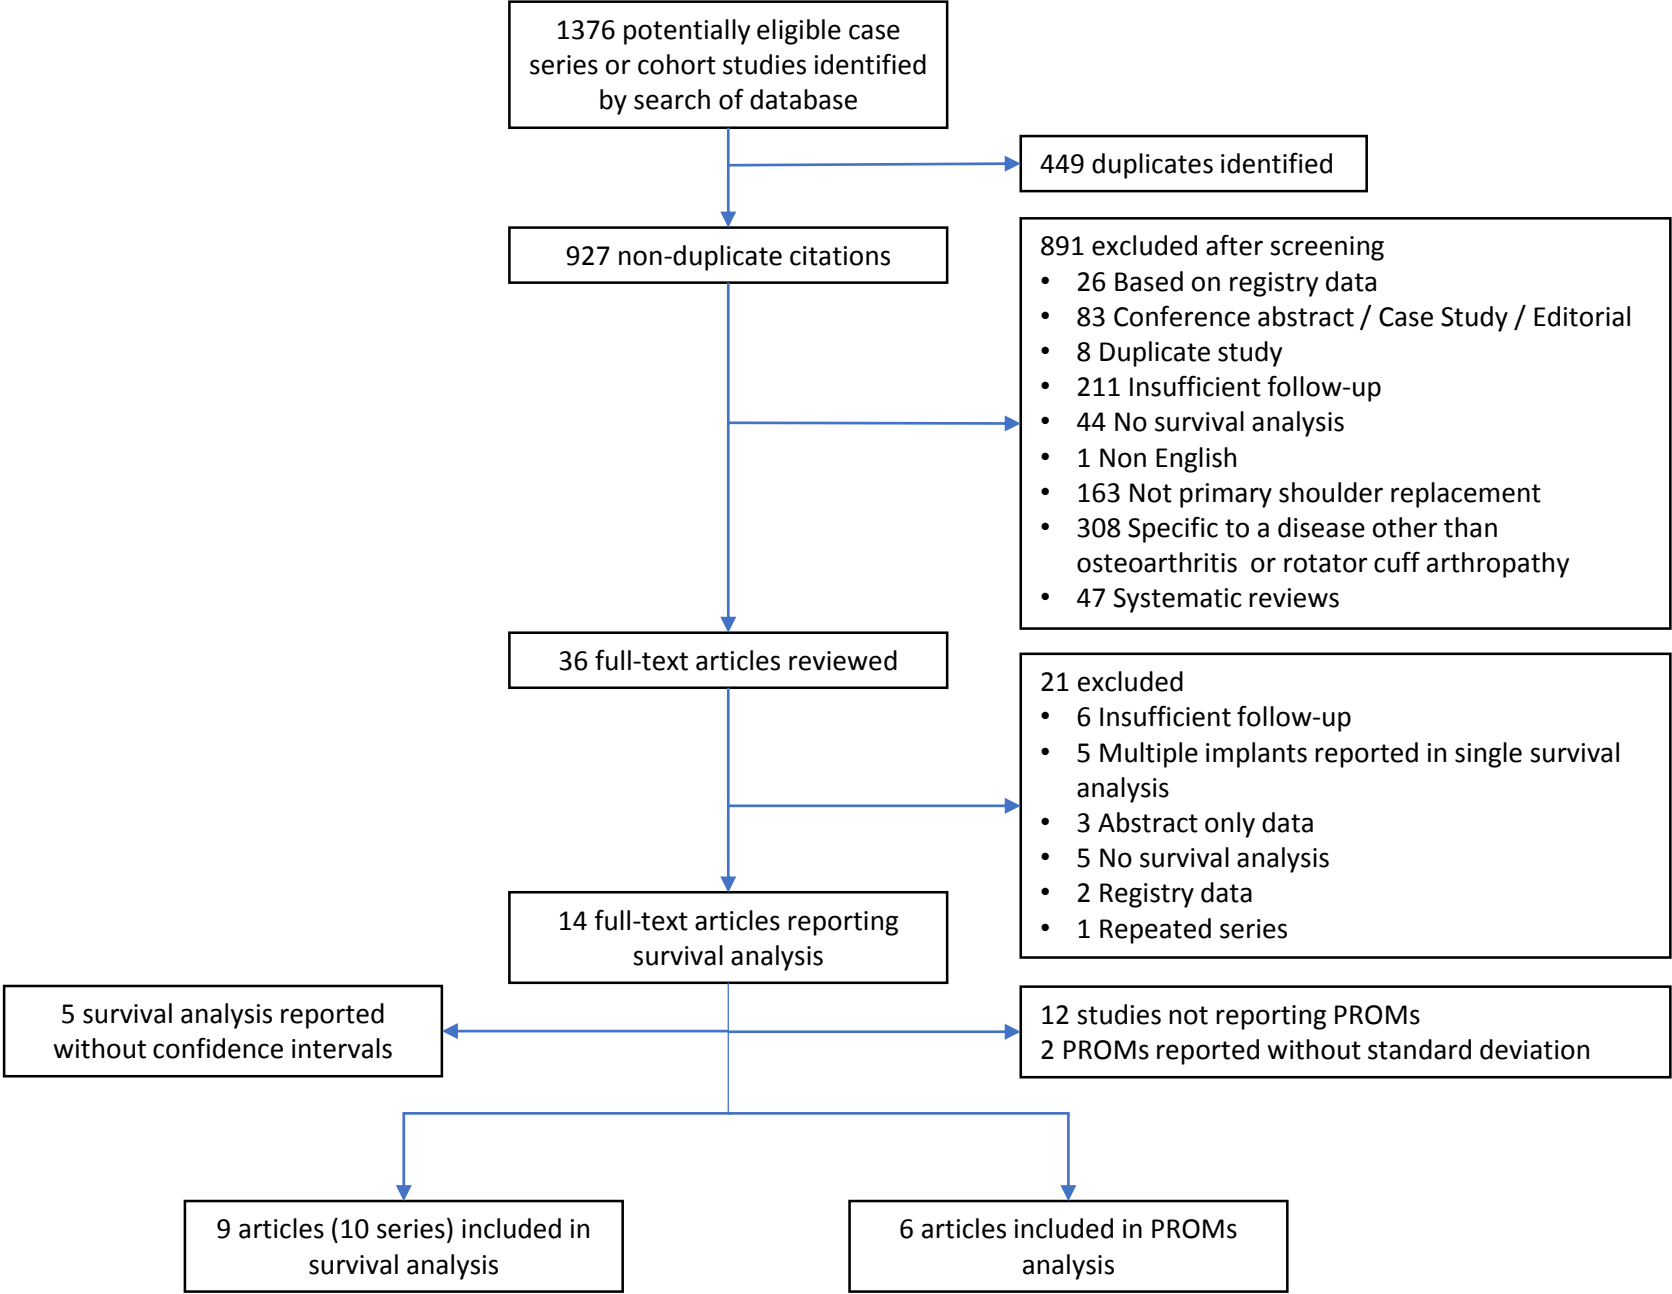 1376 potentially eligible case
series or cohort studies identified
by search of database
449 duplicates identified
927 non-duplicate citations
891 excluded after screening
• 26 Based on registry data
• 83 Conference abstract / Case Study / Editorial
• 8 Duplicate study
• 211 Insufficient follow-up
• 44 No survival analysis
• 1 Non English
• 163 Not primary shoulder replacement
• 308 Specific to a disease other than
osteoarthritis or rotator cuff arthropathy
• 47 Systematic reviews
36 full-text articles reviewed
21 excluded
• 6 Insufficient follow-up
• 5 Multiple implants reported in single survival
analysis
• 3 Abstract only data
• 5 No survival analysis
• 2 Registry data
• 1 Repeated series
14 full-text articles reporting
survival analysis
5 survival analysis reported
without confidence intervals
12 studies not reporting PROMs
2 PROMs reported without standard deviation
9 articles (10 series) included in
survival analysis
6 articles included in PROMs
analysis